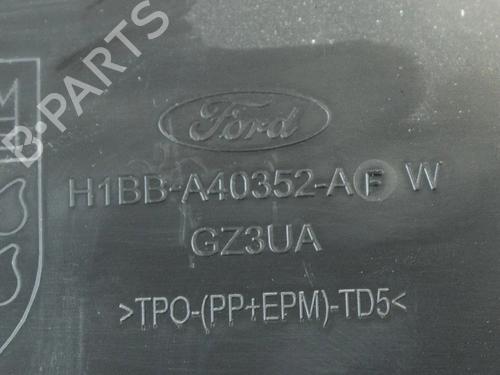 B-PARTS
Ford
H1BB-A40352-AF W
GZ3UA
>TPO-(PP+EPM)-TD5<